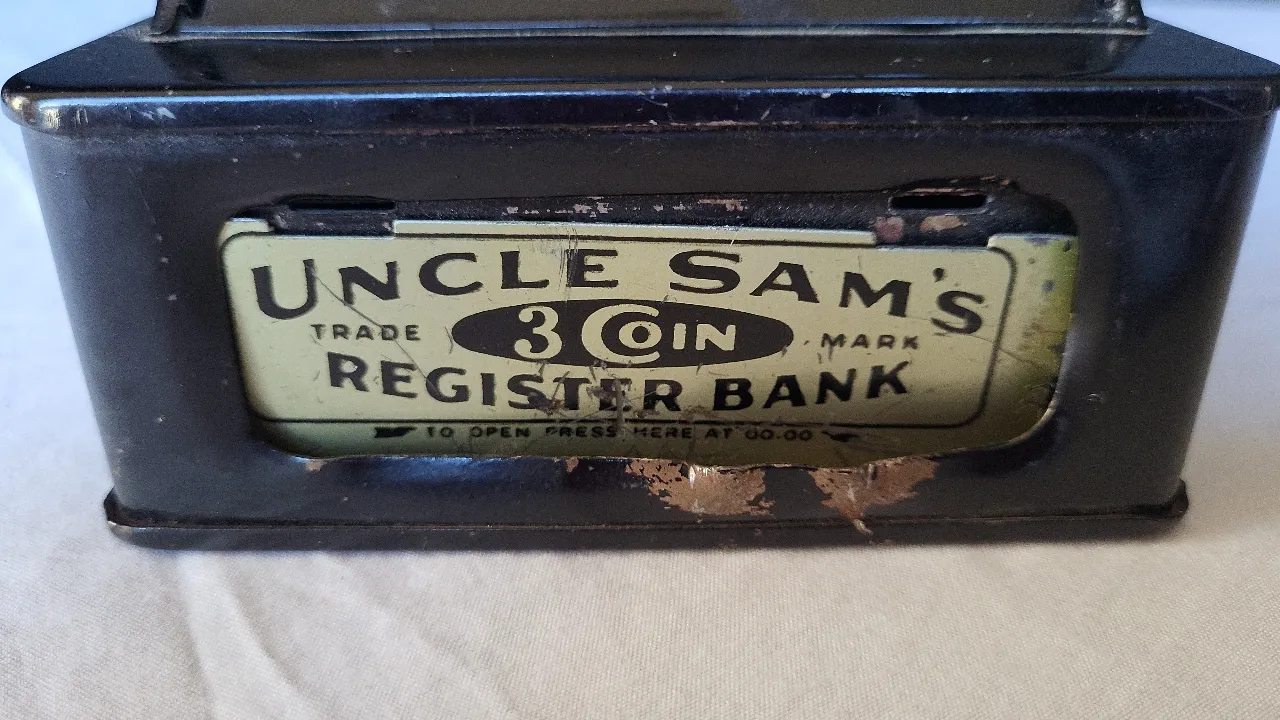 UNCLE SAM'S
TRADE 3 COIN MARK
REGISTER BANK
TO OPEN PRESS HERE AT 00.00